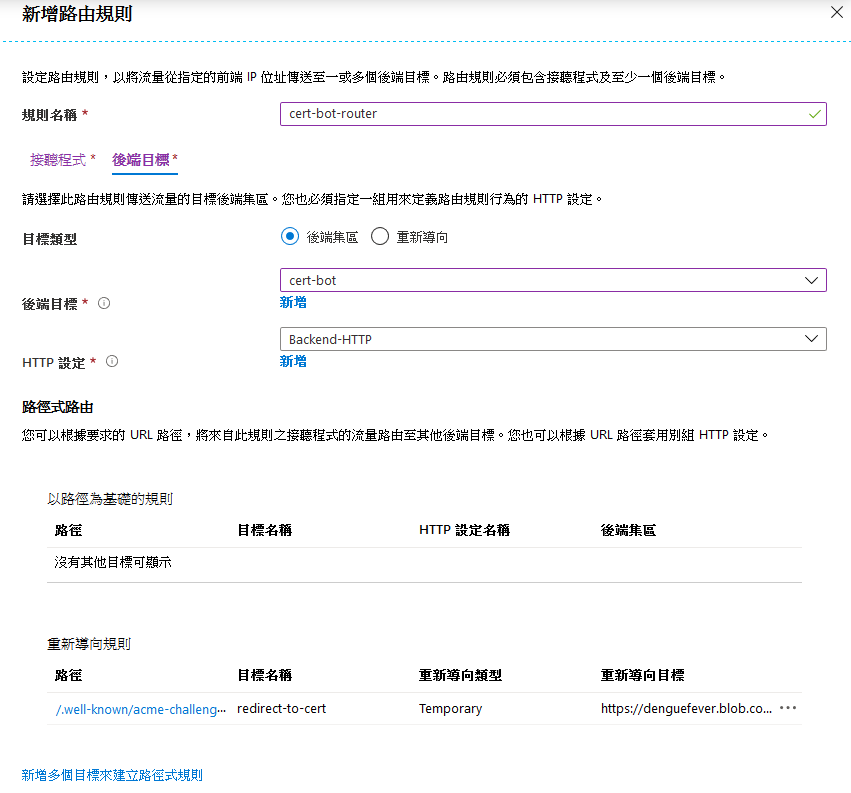 新增路由規則
設定路由規則，以將流量從指定的前端 IP 位址傳送至一或多個後端目標。路由規則必須包含接聽程式及至少一個後端目標。
規則名稱 * cert-bot-router
接聽程式 * 後端目標 *
請選擇此路由規則傳送流量的目標後端集區。您也必須指定一組用來定義路由規則行為的 HTTP 設定。
目標類型 後端集區 重新導向
cert-bot
後端目標 * 新增
Backend-HTTP
HTTP 設定 * 新增
路徑式路由
您可以根據要求的 URL 路徑，將來自此規則之接聽程式的流量路由至其他後端目標。您也可以根據 URL 路徑套用別組 HTTP 設定。
以路徑為基礎的規則
路徑 目標名稱 HTTP 設定名稱 後端集區
沒有其他目標可顯示
重新導向規則
路徑 目標名稱 重新導向類型 重新導向目標
/.well-known/acme-challeng... redirect-to-cert Temporary https://denguefever.blob.co...
新增多個目標來建立路徑式規則